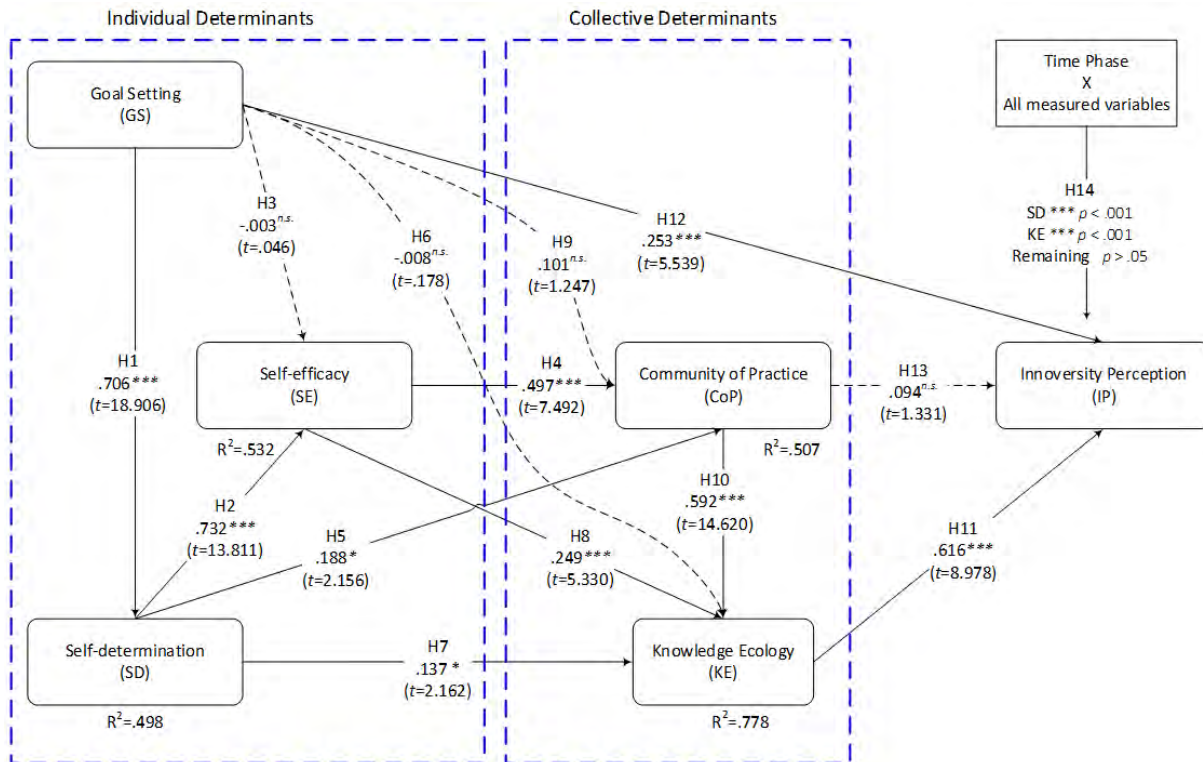 Individual Determinants
Collective Determinants
Goal Setting
(GS)
Time Phase
X
All measured variables
H3
-.003n.s.
(t=.046)
H6
-.008n.s.
(t=.178)
H9
.101n.s.
(t=1.247)
H12
.253***
(t=5.539)
H14
SD *** p < .001
KE *** p < .001
Remaining p > .05
H1
.706***
(t=18.906)
Self-efficacy
(SE)
R²=.532
H4
.497***
(t=7.492)
Community of Practice
(CoP)
R²=.507
H13
.094n.s.
(t=1.331)
Innoversity Perception
(IP)
H2
.732***
(t=13.811)
H5
.188*
(t=2.156)
H8
.249***
(t=5.330)
H10
.592***
(t=14.620)
H11
.616***
(t=8.978)
Self-determination
(SD)
R²=.498
H7
.137 *
(t=2.162)
Knowledge Ecology
(KE)
R²=.778